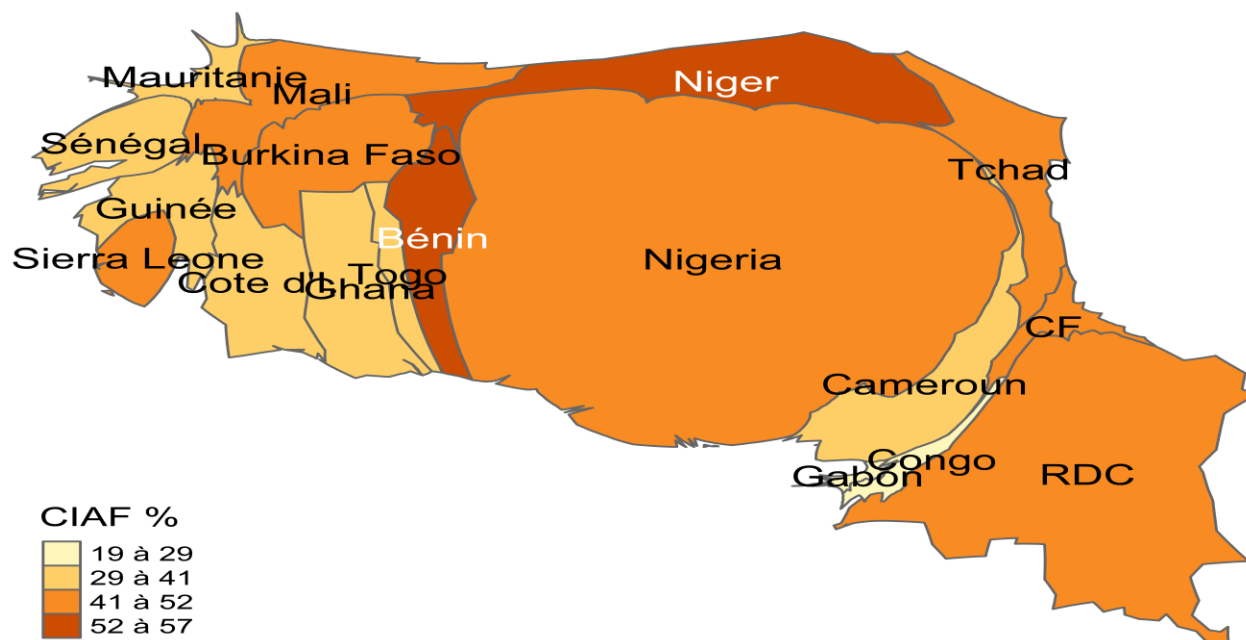 Mauritanie
Mali
Niger
Sénégal
Burkina Faso
Tchad
Guinée
Bénin
Sierra Leone
Cote d'I.
Ghana
Togo
Nigeria
CF
Cameroun
Congo
Gabon
RDC
CIAF %
19 à 29
29 à 41
41 à 52
52 à 57